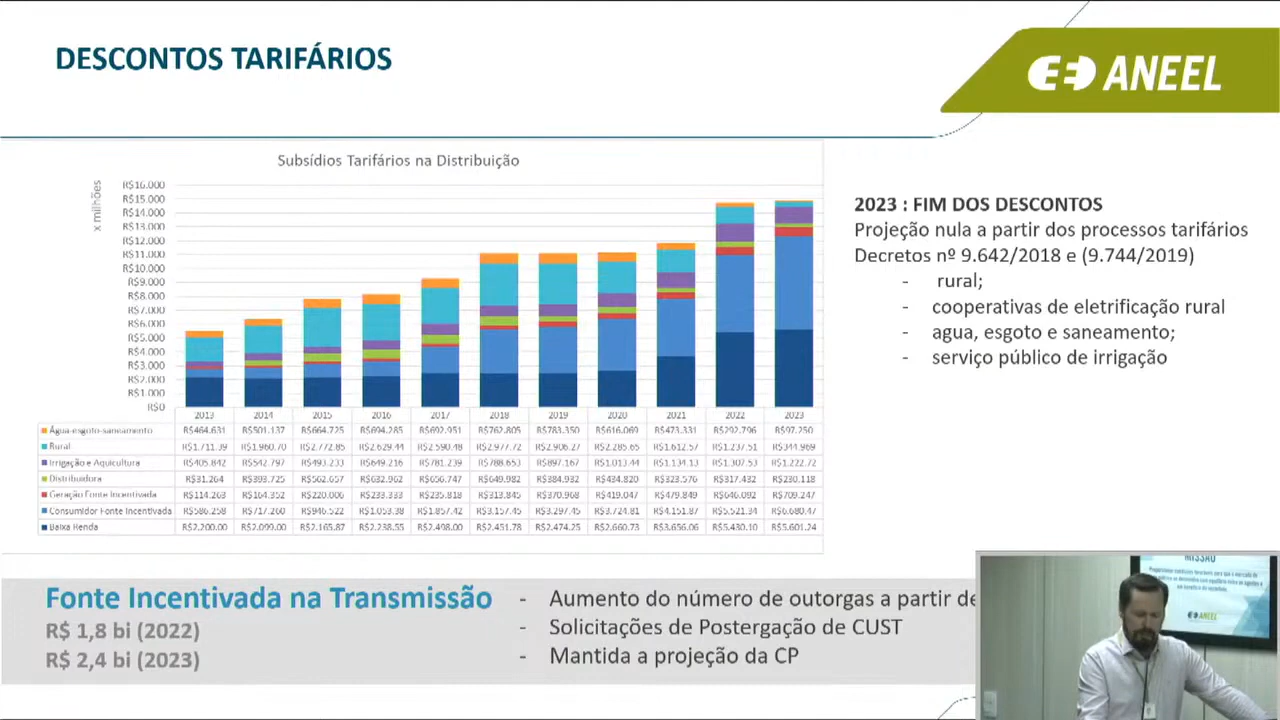 DESCONTOS TARIFÁRIOS
ANEEL
Subsídios Tarifários na Distribuição
x milhões
R$16.000
R$15.000
R$14.000
R$13.000
R$12.000
R$11.000
R$10.000
R$9.000
R$8.000
R$7.000
R$6.000
R$5.000
R$4.000
R$3.000
R$2.000
R$1.000
R$0
2013 2014 2015 2016 2017 2018 2019 2020 2021 2022 2023
Água-esgoto-saneamento R$464.631 R$501.137 R$664.725 R$694.285 R$692.951 R$762.805 R$783.350 R$616.069 R$473.331 R$292.796 R$97.250
Rural R$1.711.39 R$1.960.70 R$2.772.85 R$2.629.44 R$2.590.48 R$2.977.72 R$2.906.27 R$2.285.65 R$1.612.57 R$1.237.51 R$344.969
Irrigação e Aquicultura R$405.842 R$542.797 R$493.233 R$649.216 R$781.239 R$788.653 R$897.167 R$1.013.44 R$1.134.13 R$1.307.53 R$1.222.72
Distribuidora R$31.264 R$393.725 R$562.657 R$632.962 R$656.747 R$649.982 R$384.932 R$434.820 R$323.576 R$317.432 R$230.118
Geração Fonte Incentivada R$114.263 R$164.352 R$220.006 R$233.333 R$235.818 R$313.845 R$370.968 R$419.047 R$479.849 R$646.092 R$709.247
Consumidor Fonte Incentivada R$586.258 R$717.260 R$946.522 R$1.053.38 R$1.857.42 R$3.157.45 R$3.297.45 R$3.724.81 R$4.151.87 R$5.521.34 R$6.680.47
Baixa Renda R$2.200.00 R$2.099.00 R$2.165.87 R$2.238.55 R$2.498.00 R$2.451.78 R$2.474.25 R$2.660.73 R$3.656.06 R$5.430.10 R$5.601.24
2023 : FIM DOS DESCONTOS
Projeção nula a partir dos processos tarifários
Decretos nº 9.642/2018 e (9.744/2019)
- rural;
- cooperativas de eletrificação rural
- agua, esgoto e saneamento;
- serviço público de irrigação
Fonte Incentivada na Transmissão
R$ 1,8 bi (2022)
R$ 2,4 bi (2023)
- Aumento do número de outorgas a partir de
- Solicitações de Postergação de CUST
- Mantida a projeção da CP
MISSÃO
ANEEL